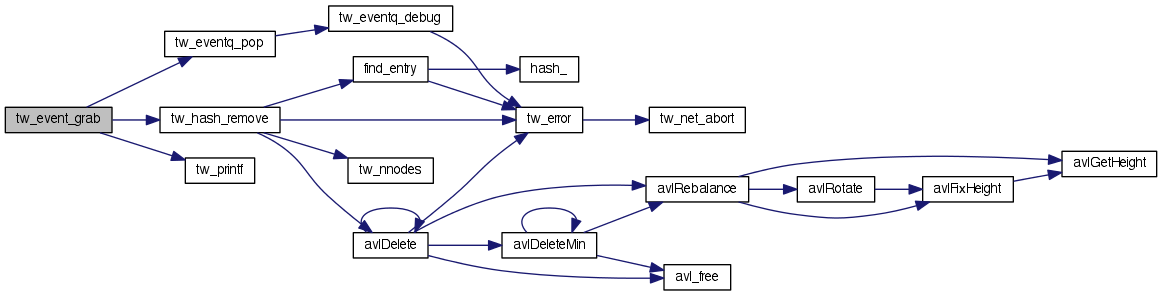 tw_eventq_debug
tw_eventq_pop
find_entry
hash_
tw_event_grab
tw_hash_remove
tw_error
tw_net_abort
tw_printf
tw_nnodes
avlGetHeight
avlRebalance
avlRotate
avlFixHeight
avlDelete
avlDeleteMin
avl_free